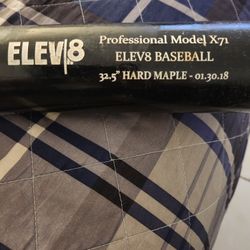 ELEV8
Professional Model X71
ELEV8 BASEBALL
32.5" HARD MAPLE - 01.30.18